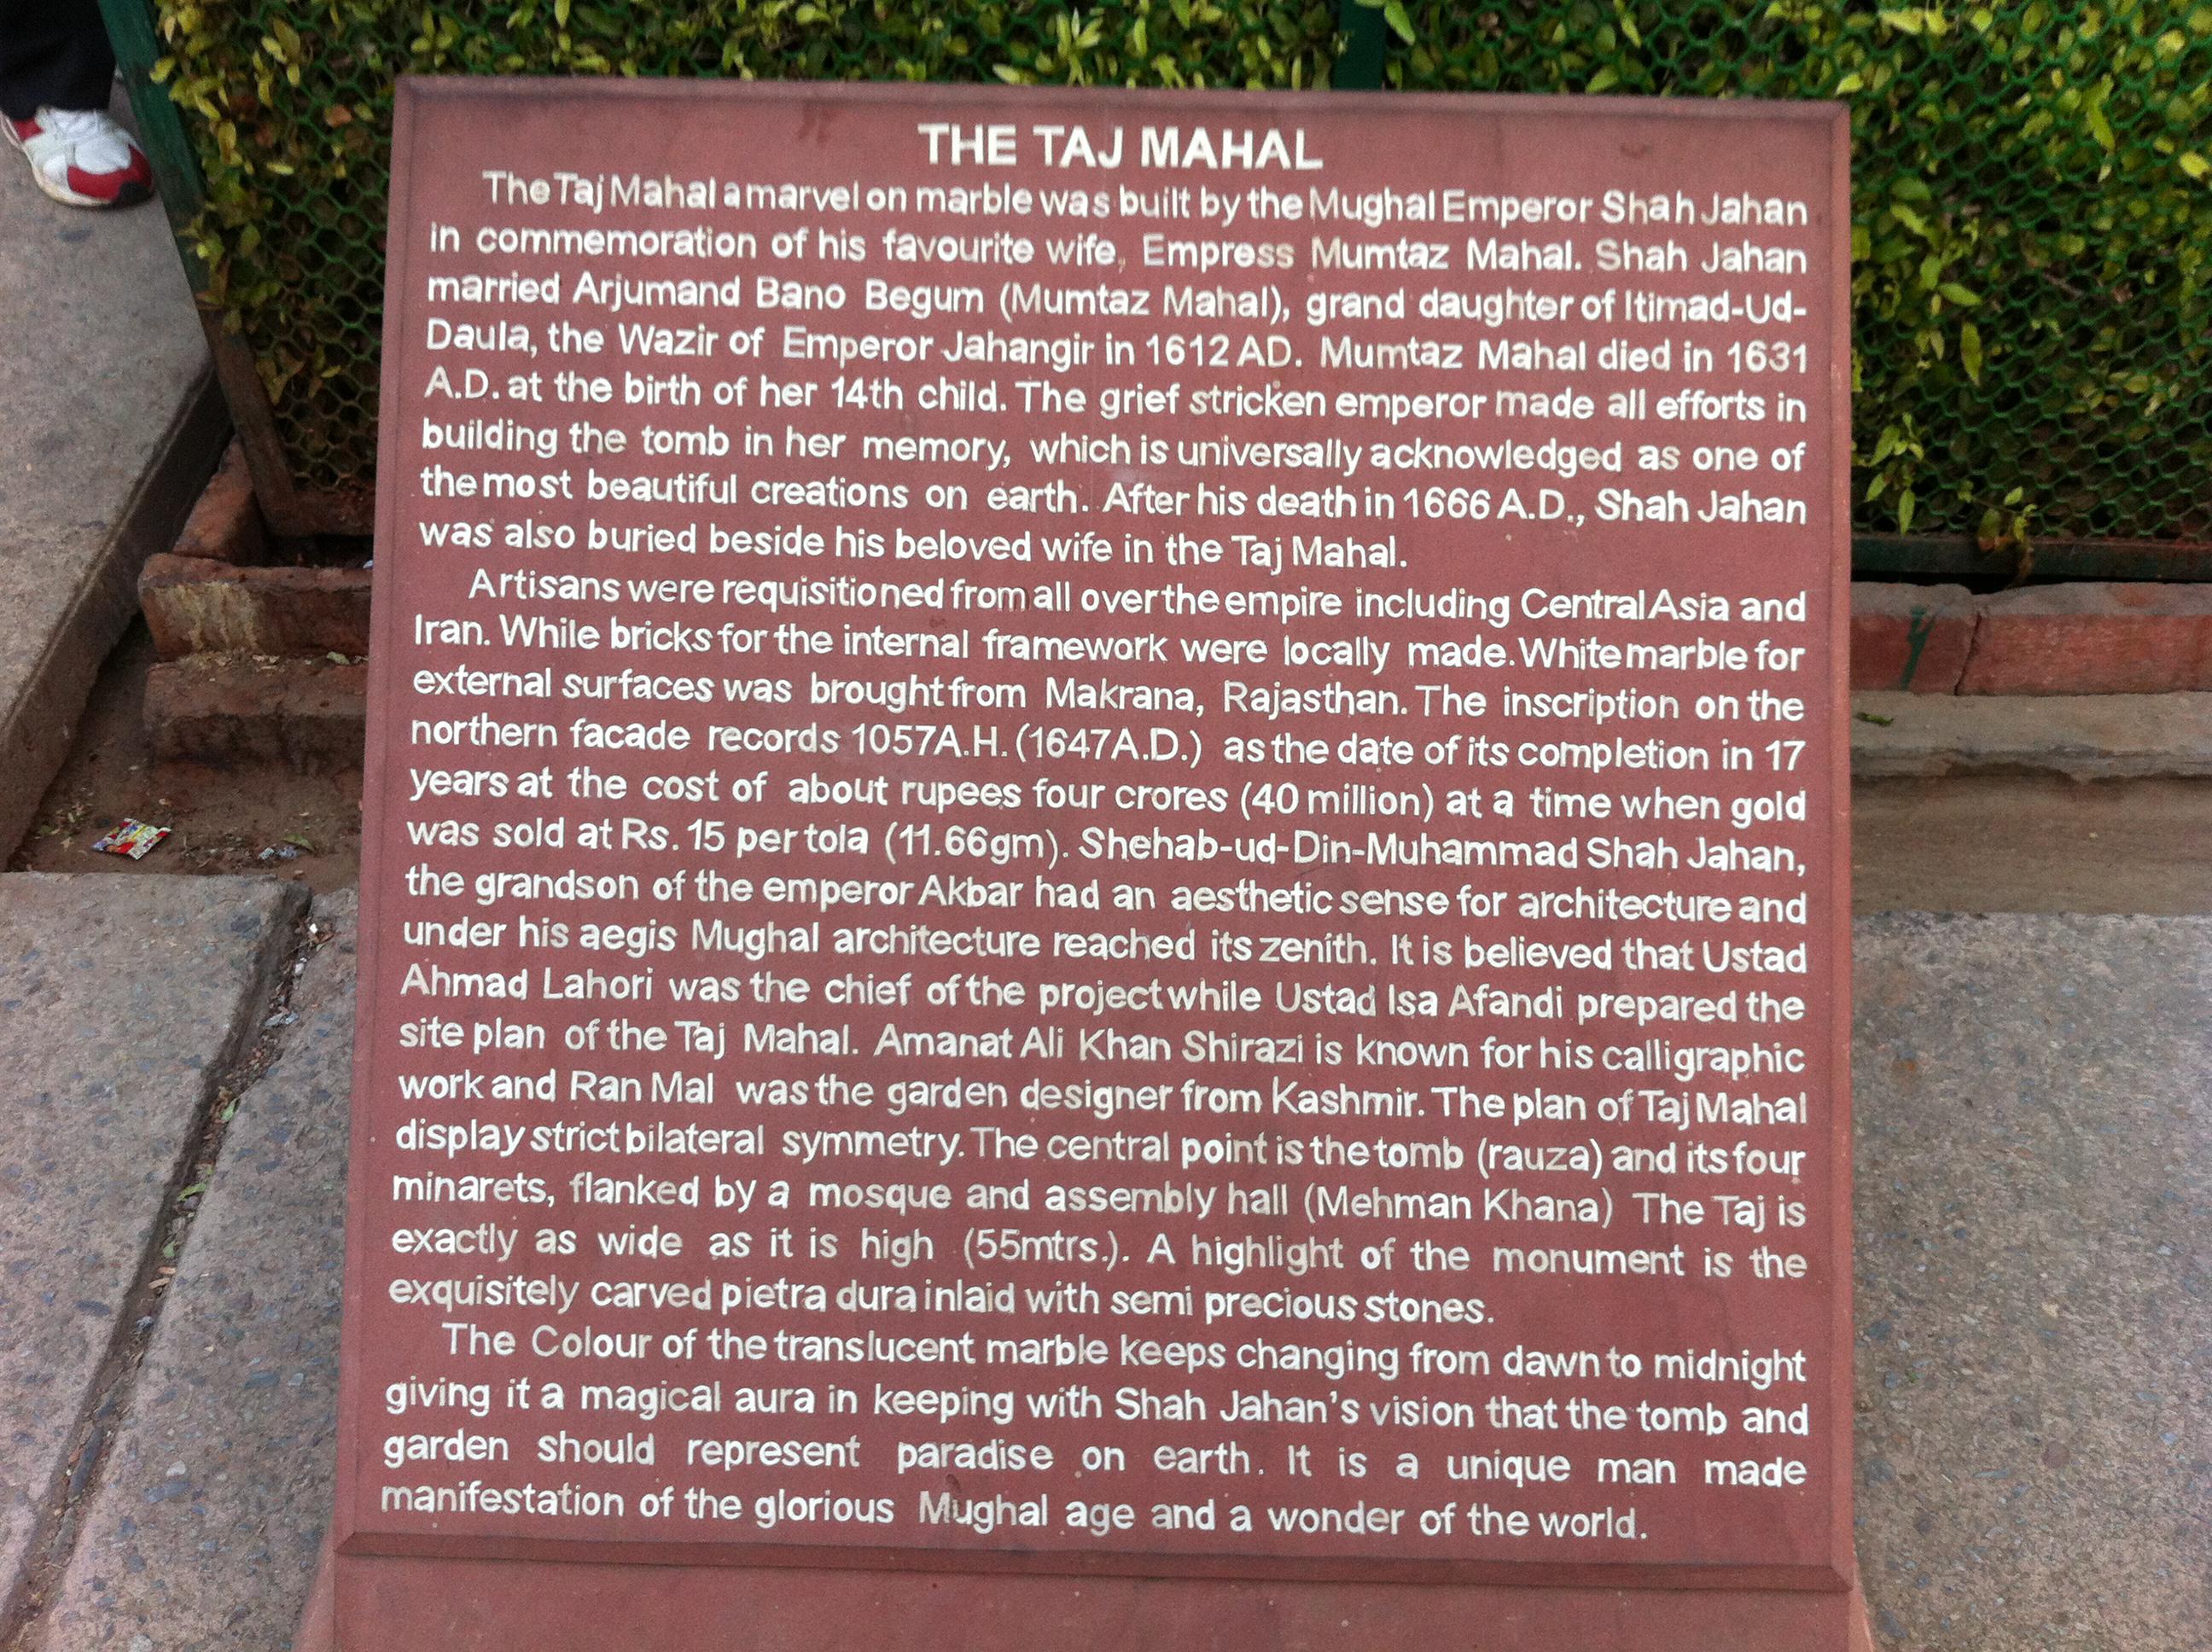 THE TAJ MAHAL
The Taj Mahal a marvel on marble was built by the Mughal Emperor Shah Jahan
in commemoration of his favourite wife, Empress Mumtaz Mahal. Shah Jahan
married Arjumand Bano Begum (Mumtaz Mahal), grand daughter of Itimad-Ud-
Daula, the Wazir of Emperor Jahangir in 1612 AD. Mumtaz Mahal died in 1631
A.D. at the birth of her 14th child. The grief stricken emperor made all efforts in
building the tomb in her memory, which is universally acknowledged as one of
the most beautiful creations on earth. After his death in 1666 A.D., Shah Jahan
was also buried beside his beloved wife in the Taj Mahal.
Artisans were requisitioned from all over the empire including Central Asia and
Iran. While bricks for the internal framework were locally made. White marble for
external surfaces was brought from Makrana, Rajasthan. The inscription on the
northern facade records 1057A.H. (1647A.D.) as the date of its completion in 17
years at the cost of about rupees four crores (40 million) at a time when gold
was sold at Rs. 15 per tola (11.66gm). Shehab-ud-Din-Muhammad Shah Jahan,
the grandson of the emperor Akbar had an aesthetic sense for architecture and
under his aegis Mughal architecture reached its zenith. It is believed that Ustad
Ahmad Lahori was the chief of the project while Ustad Isa Afandi prepared the
site plan of the Taj Mahal. Amanat Ali Khan Shirazi is known for his calligraphic
work and Ran Mal was the garden designer from Kashmir. The plan of Taj Mahal
display strict bilateral symmetry. The central point is the tomb (rauza) and its four
minarets, flanked by a mosque and assembly hall (Mehman Khana) The Taj is
exactly as wide as it is high (55mtrs.). A highlight of the monument is the
exquisitely carved pietra dura inlaid with semi precious stones.
The Colour of the translucent marble keeps changing from dawn to midnight
giving it a magical aura in keeping with Shah Jahan's vision that the tomb and
garden should represent paradise on earth. It is a unique man made
manifestation of the glorious Mughal age and a wonder of the world.